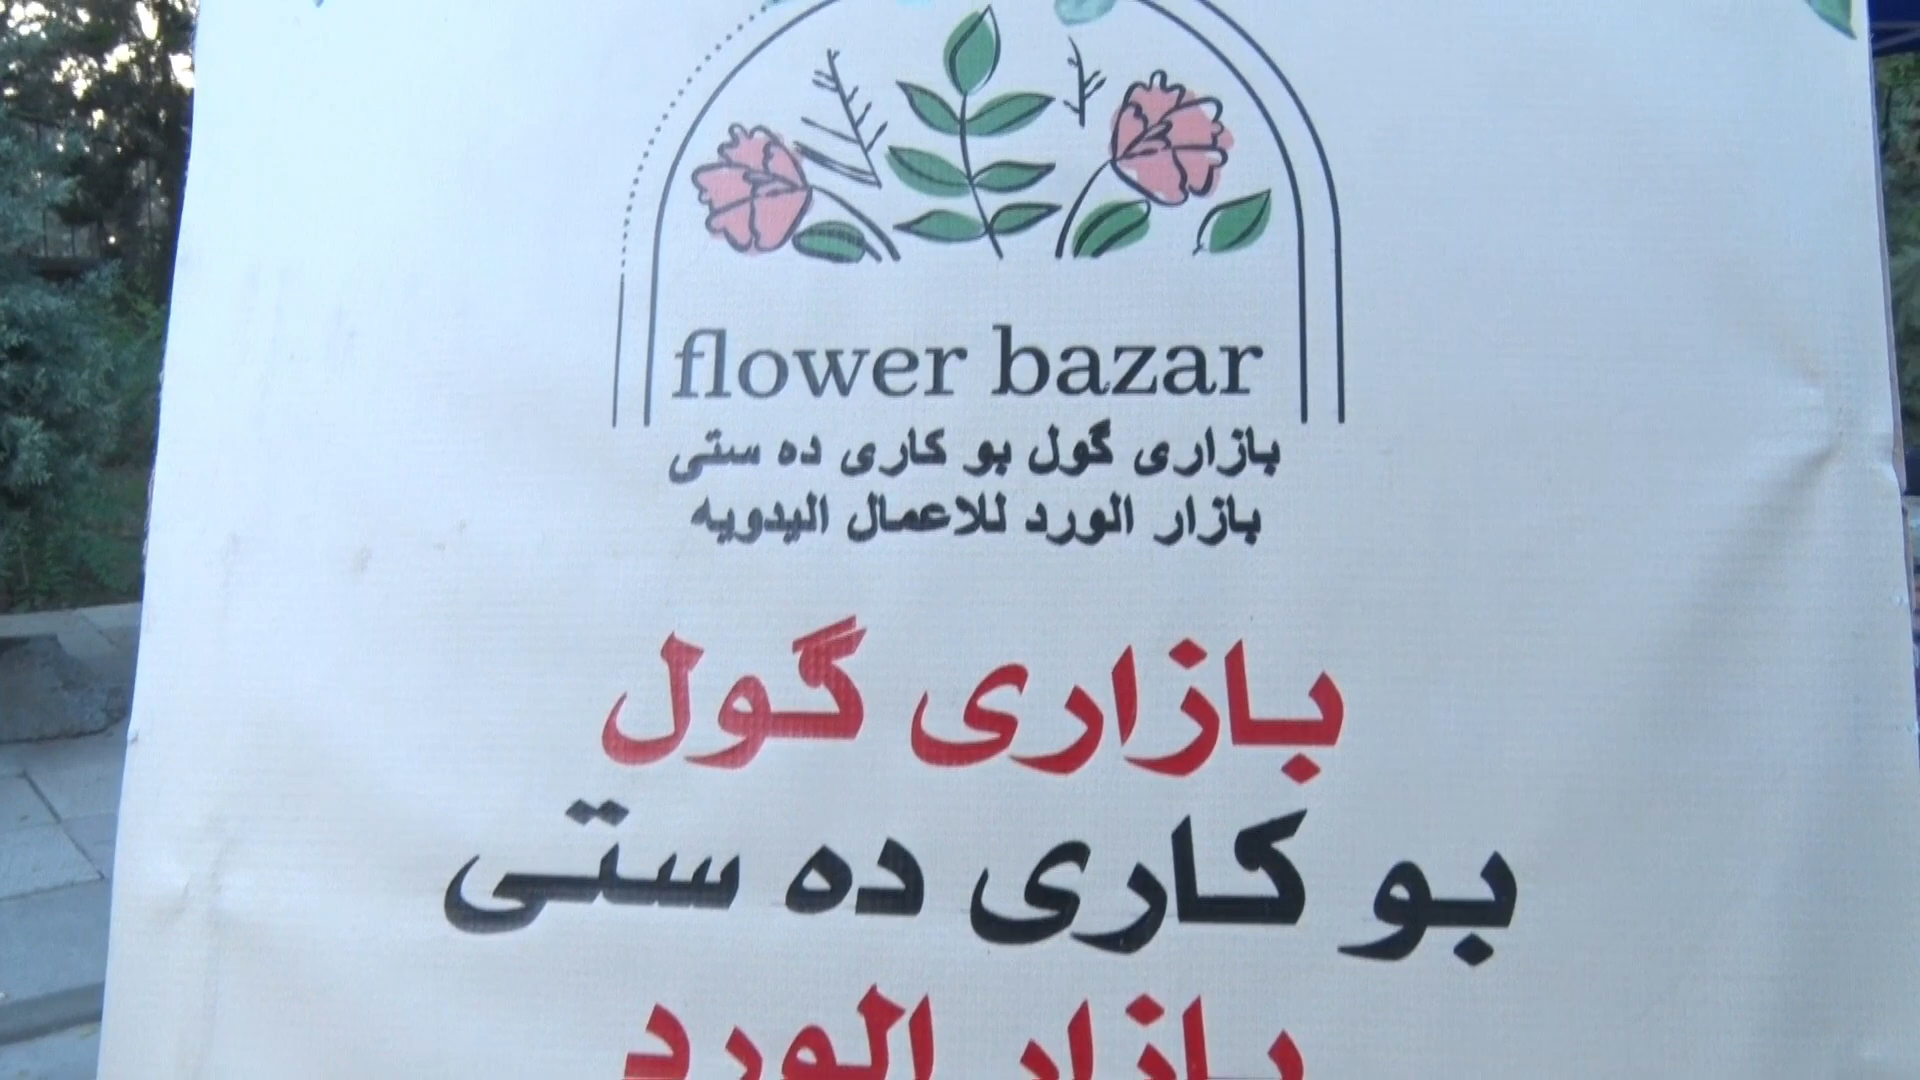 flower bazar
بازاری گول بو کاری ده ستی
بازار الورد للاعمال اليدويه
بازاری گول
بو کاری ده ستی
بازار الورد